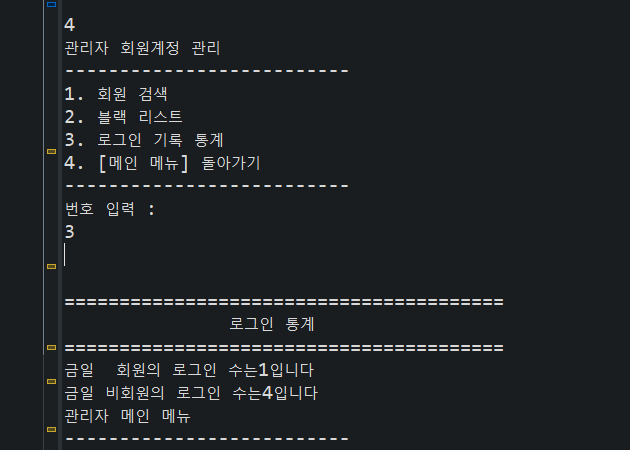 4
관리자 회원계정 관리
--------------------------
1. 회원 검색
2. 블랙 리스트
3. 로그인 기록 통계
4. [메인 메뉴] 돌아가기
--------------------------
번호 입력 :
3
========================================
로그인 통계
========================================
금일  회원의 로그인 수는1입니다
금일 비회원의 로그인 수는4입니다
관리자 메인 메뉴
--------------------------